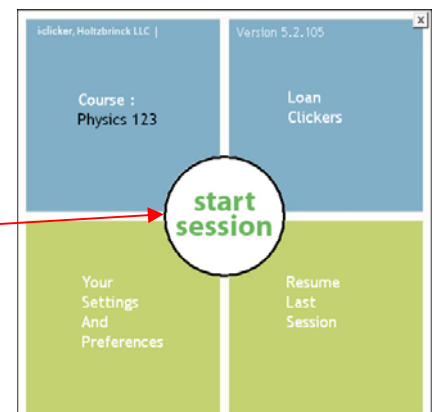 i-clicker, Holtzbrinck LLC |
Version 5.2.105
x
Course :
Physics 123
Loan
Clickers
start
session
Your
Settings
And
Preferences
Resume
Last
Session